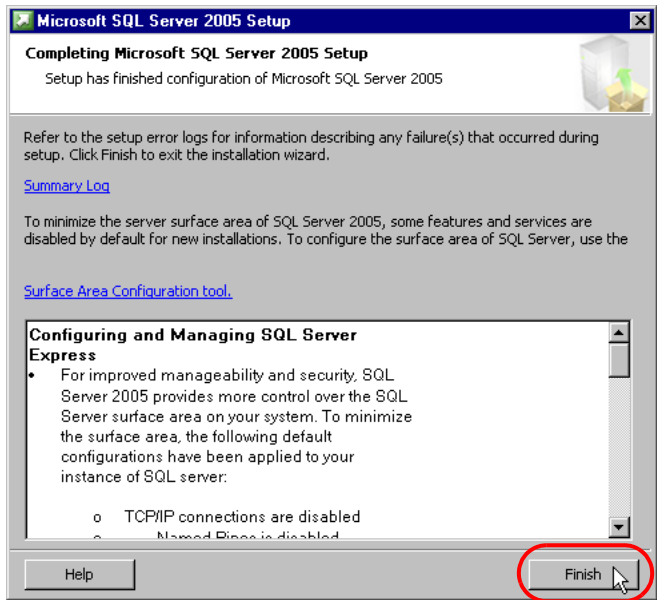 Microsoft SQL Server 2005 Setup
Completing Microsoft SQL Server 2005 Setup
Setup has finished configuration of Microsoft SQL Server 2005
Refer to the setup error logs for information describing any failure(s) that occurred during
setup. Click Finish to exit the installation wizard.
Summary Log
To minimize the server surface area of SQL Server 2005, some features and services are
disabled by default for new installations. To configure the surface area of SQL Server, use the
Surface Area Configuration tool.
Configuring and Managing SQL Server
Express
• For improved manageability and security, SQL
Server 2005 provides more control over the SQL
Server surface area on your system. To minimize
the surface area, the following default
configurations have been applied to your
instance of SQL server:
o TCP/IP connections are disabled
o Named Pipes is disabled
Help
Finish